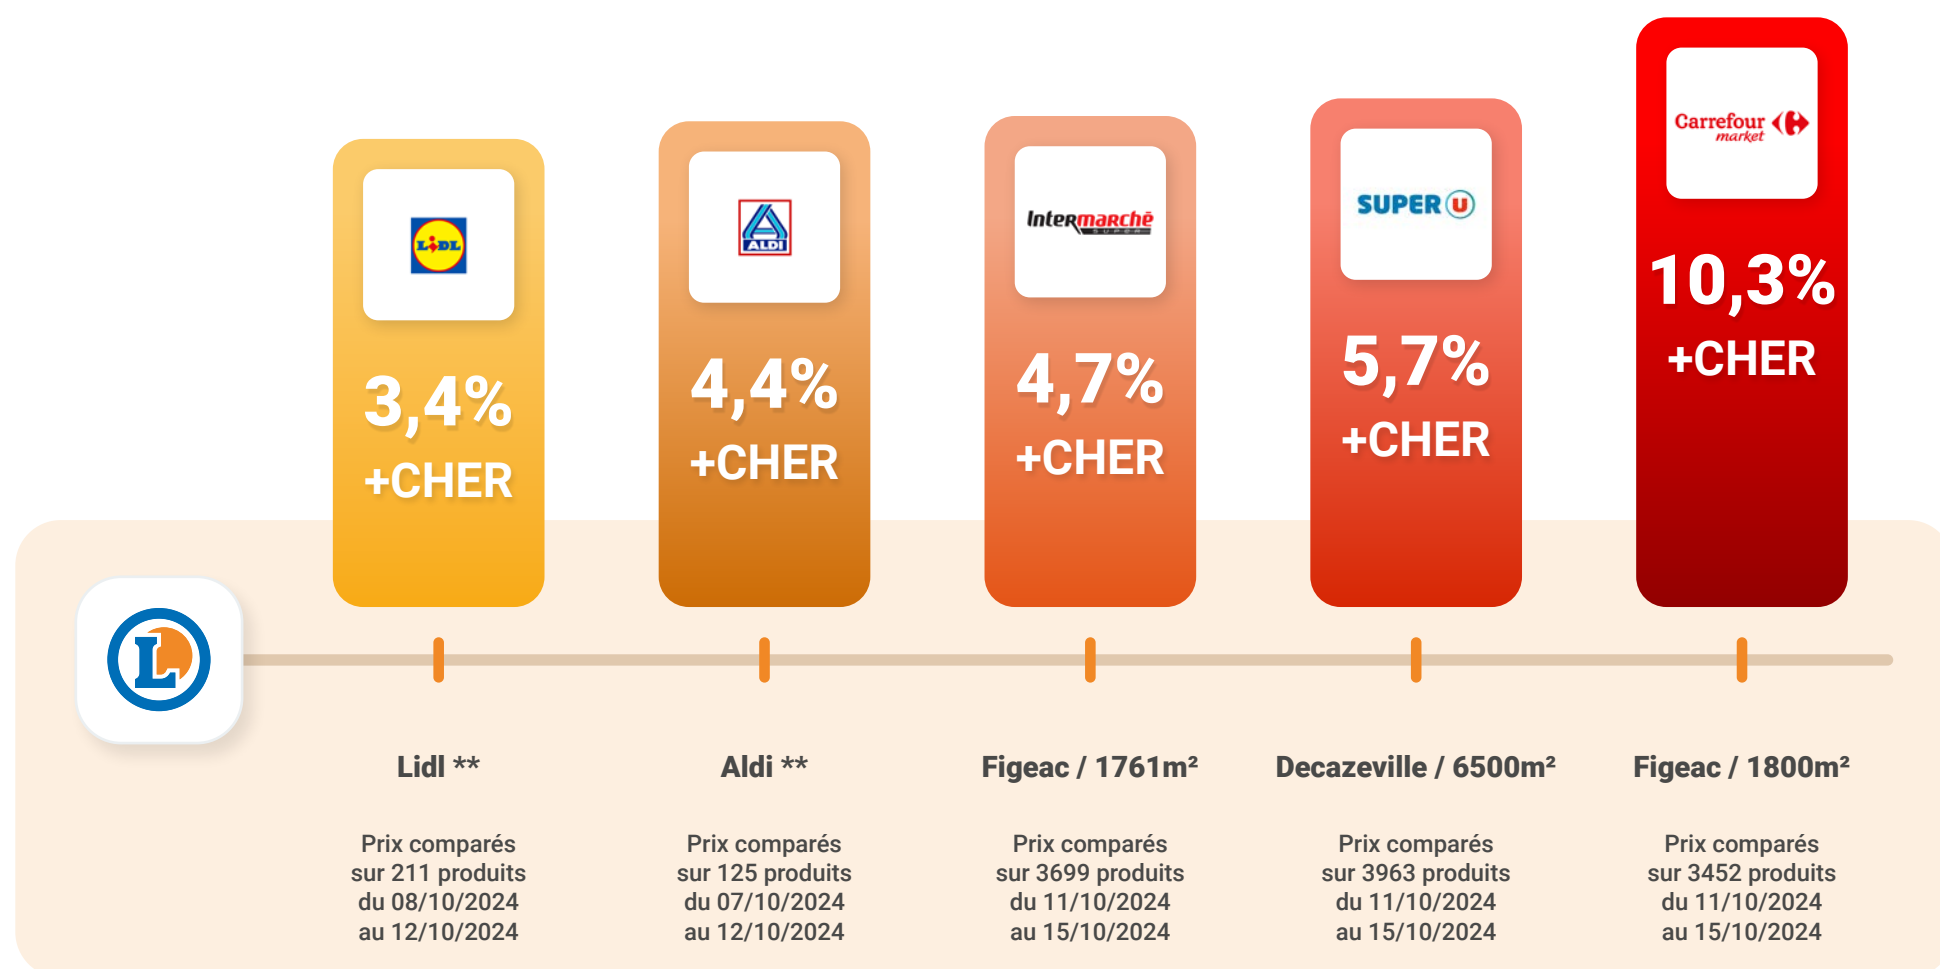 LIDL
3,4%
+CHER
ALDI
4,4%
+CHER
Intermarché
SUPER
4,7%
+CHER
SUPER U
5,7%
+CHER
Carrefour
market
10,3%
+CHER
L
Lidl **
Prix comparés
sur 211 produits
du 08/10/2024
au 12/10/2024
Aldi **
Prix comparés
sur 125 produits
du 07/10/2024
au 12/10/2024
Figeac / 1761m²
Prix comparés
sur 3699 produits
du 11/10/2024
au 15/10/2024
Decazeville / 6500m²
Prix comparés
sur 3963 produits
du 11/10/2024
au 15/10/2024
Figeac / 1800m²
Prix comparés
sur 3452 produits
du 11/10/2024
au 15/10/2024